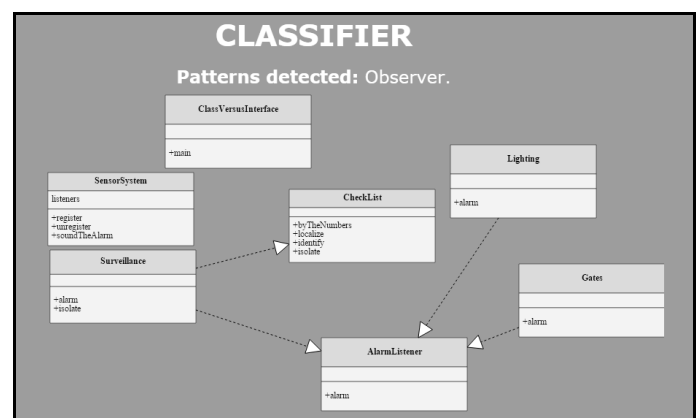 CLASSIFIER
Patterns detected: Observer.
ClassVersusInterface
+main
SensorSystem
listeners
+register
+unregister
+soundTheAlarm
Surveillance
+alarm
+isolate
CheckList
+byTheNumbers
+localize
+identify
+isolate
Lighting
+alarm
Gates
+alarm
AlarmListener
+alarm